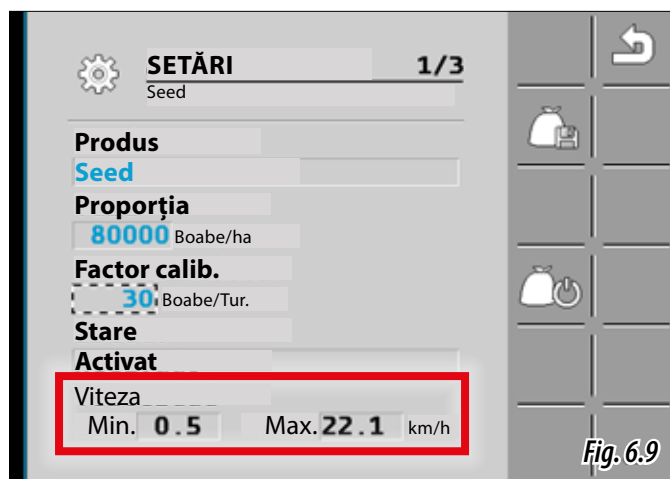 SETĂRI 1/3
Seed
Produs
Seed
Proporția
80000 Boabe/ha
Factor calib.
30 Boabe/Tur.
Stare
Activat
Viteza
Min. 0.5 Max. 22.1 km/h
Fig. 6.9